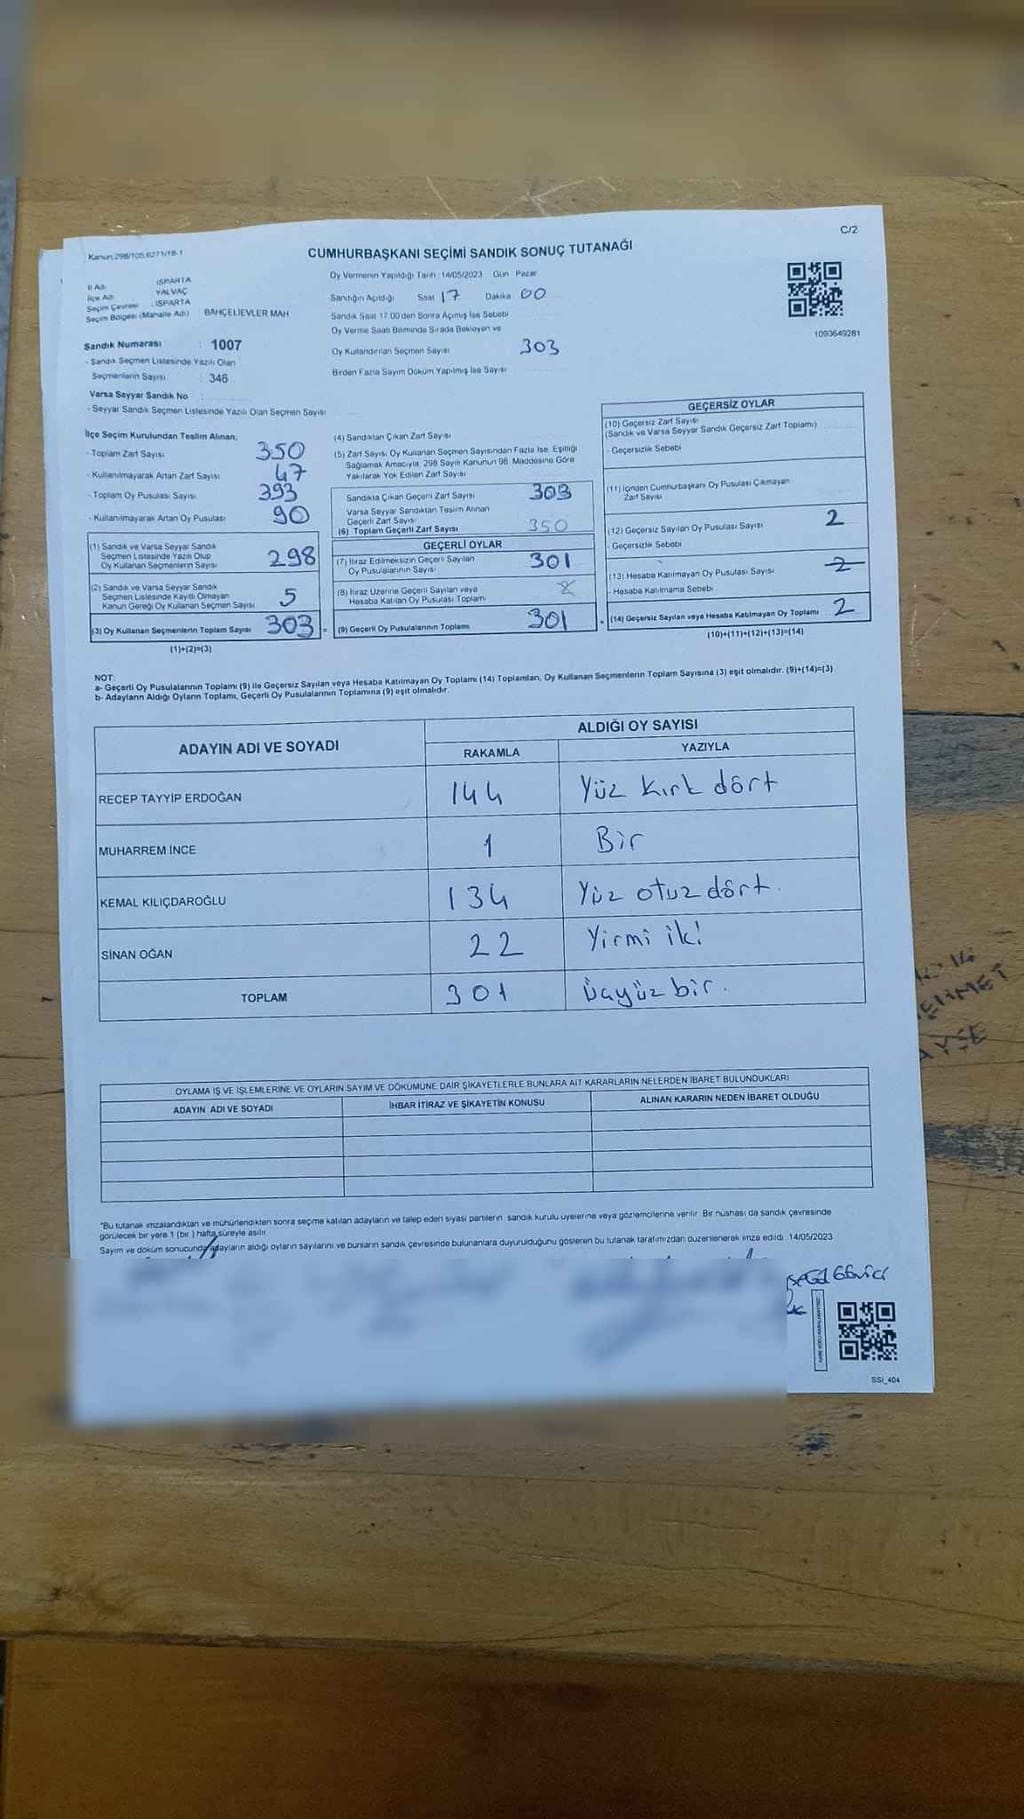 C/2
Kanun:298/105,6271/18-1
CUMHURBAŞKANI SEÇİMİ SANDIK SONUÇ TUTANAĞI
İl Adı : ISPARTA
İlçe Adı : YALVAÇ
Seçim Çevresi : ISPARTA
Seçim Bölgesi (Mahalle Adı) BAHÇELİEVLER MAH
Sandık Numarası : 1007
- Sandık Seçmen Listesinde Yazılı Olan
Seçmenlerin Sayısı : 346
Varsa Seyyar Sandık No
- Seyyar Sandık Seçmen Listesinde Yazılı Olan Seçmen Sayısı
Oy Vermenin Yapıldığı Tarih 14/05/2023 Gün Pazar
Sandığın Açıldığı Saat 17 Dakika 00
Sandık Saat 17:00'den Sonra Açılmış İse Sebebi
Oy Verme Saati Bitiminde Sırada Bekleyen ve
Oy Kullandırılan Seçmen Sayısı 303
Birden Fazla Sayım Döküm Yapılmış İse Sayısı
1093649281
İlçe Seçim Kurulundan Teslim Alınan;
- Toplam Zarf Sayısı 350
- Kullanılmayarak Artan Zarf Sayısı 47
- Toplam Oy Pusulası Sayısı 393
- Kullanılmayarak Artan Oy Pusulası 90
(1) Sandık ve Varsa Seyyar Sandık
Seçmen Listesinde Yazılı Olup
Oy Kullanan Seçmenlerin Sayısı 298
(2) Sandık ve Varsa Seyyar Sandık
Seçmen Listesinde Kayıtlı Olmayan
Kanun Gereği Oy Kullanan Seçmen Sayısı 5
(3) Oy Kullanan Seçmenlerin Toplam Sayısı 303
(1)+(2)=(3)
(4) Sandıktan Çıkan Zarf Sayısı
(5) Zarf Sayısı Oy Kullanan Seçmen Sayısından Fazla İse, Eşitliği
Sağlamak Amacıyla, 298 Sayılı Kanunun 98. Maddesine Göre
Yakılarak Yok Edilen Zarf Sayısı
Sandıkta Çıkan Geçerli Zarf Sayısı 303
Varsa Seyyar Sandıktan Teslim Alınan
Geçerli Zarf Sayısı
(6) Toplam Geçerli Zarf Sayısı 350
GEÇERLİ OYLAR
(7) İtiraz Edilmeksizin Geçerli Sayılan
Oy Pusulalarının Sayısı 301
(8) İtiraz Üzerine Geçerli Sayılan veya
Hesaba Katılan Oy Pusulası Toplamı
(9) Geçerli Oy Pusulalarının Toplamı 301
GEÇERSİZ OYLAR
(10) Geçersiz Zarf Sayısı
(Sandık ve Varsa Seyyar Sandık Geçersiz Zarf Toplamı)
- Geçersizlik Sebebi
(11) İçinden Cumhurbaşkanı Oy Pusulası Çıkmayan
Zarf Sayısı
(12) Geçersiz Sayılan Oy Pusulası Sayısı 2
- Geçersizlik Sebebi
(13) Hesaba Katılmayan Oy Pusulası Sayısı 2
- Hesaba Katılmama Sebebi
(14) Geçersiz Sayılan veya Hesaba Katılmayan Oy Toplamı 2
(10)+(11)+(12)+(13)=(14)
NOT:
a- Geçerli Oy Pusulalarının Toplamı (9) ile Geçersiz Sayılan veya Hesaba Katılmayan Oy Toplamı (14) Toplamları, Oy Kullanan Seçmenlerin Toplam Sayısına (3) eşit olmalıdır. (9)+(14)=(3)
b- Adayların Aldığı Oyların Toplamı, Geçerli Oy Pusulalarının Toplamına (9) eşit olmalıdır.
ADAYIN ADI VE SOYADI
ALDIĞI OY SAYISI
RAKAMLA YAZIYLA
RECEP TAYYİP ERDOĞAN 144 Yüz kırk dört
MUHARREM İNCE 1 Bir
KEMAL KILIÇDAROĞLU 134 Yüz otuz dört.
SİNAN OĞAN 22 Yirmi iki
TOPLAM 301 Üçyüz bir.
OYLAMA İŞ VE İŞLEMLERİNE VE OYLARIN SAYIM VE DÖKÜMÜNE DAİR ŞİKAYETLERLE BUNLARA AİT KARARLARIN NELERDEN İBARET BULUNDUKLARI
ADAYIN ADI VE SOYADI İHBAR İTİRAZ VE ŞİKAYETİN KONUSU ALINAN KARARIN NEDEN İBARET OLDUĞU
*Bu tutanak imzalandıktan ve mühürlendikten sonra seçime katılan adayların ve talep eden siyasi partilerin sandık kurulu üyelerine veya gözlemcilerine verilir. Bir nüshası da sandık çevresinde
görülecek bir yere 1 (bir) hafta süreyle asılır
Sayım ve döküm sonucunda adayların aldığı oyların sayılarını ve bunların sandık çevresinde bulunanlara duyurulduğunu gösteren bu tutanak tarafımızdan düzenlenerek imza edildi. 14/05/2023
SSI_404
AYŞE